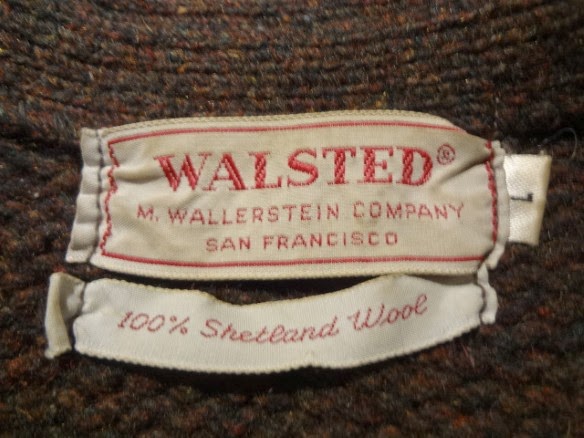 WALSTED®
M. WALLERSTEIN COMPANY
SAN FRANCISCO
L
100% Shetland Wool